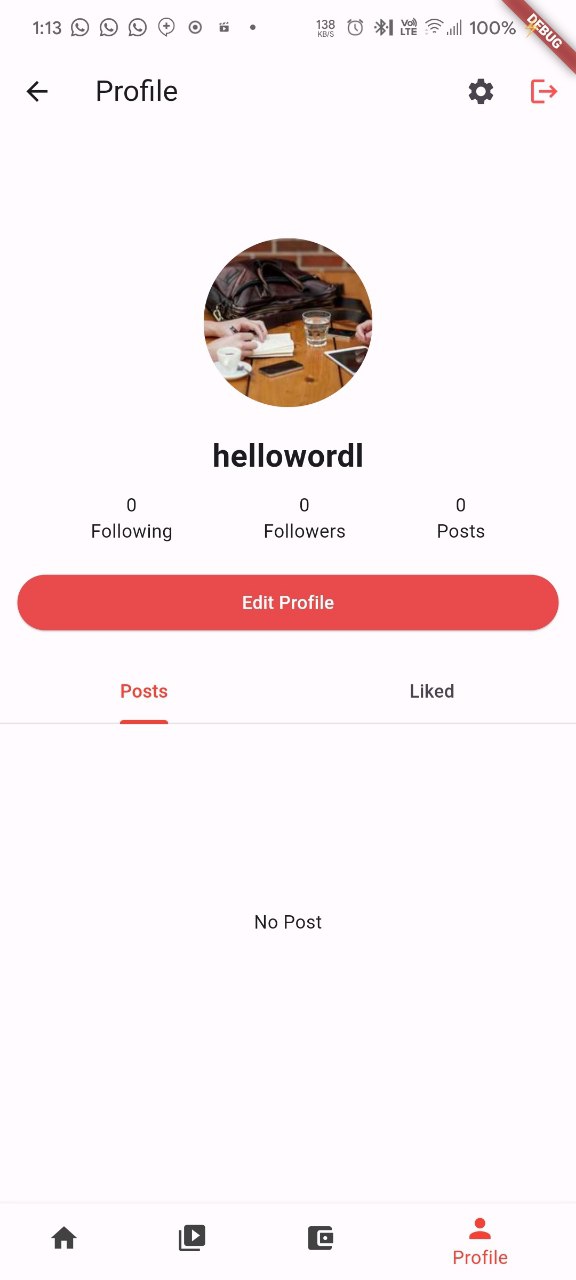 1:13 138 KB/S Vo) LTE 100% DEBUG
Profile
hellowordl
0 0 0
Following Followers Posts
Edit Profile
Posts Liked
No Post
Profile